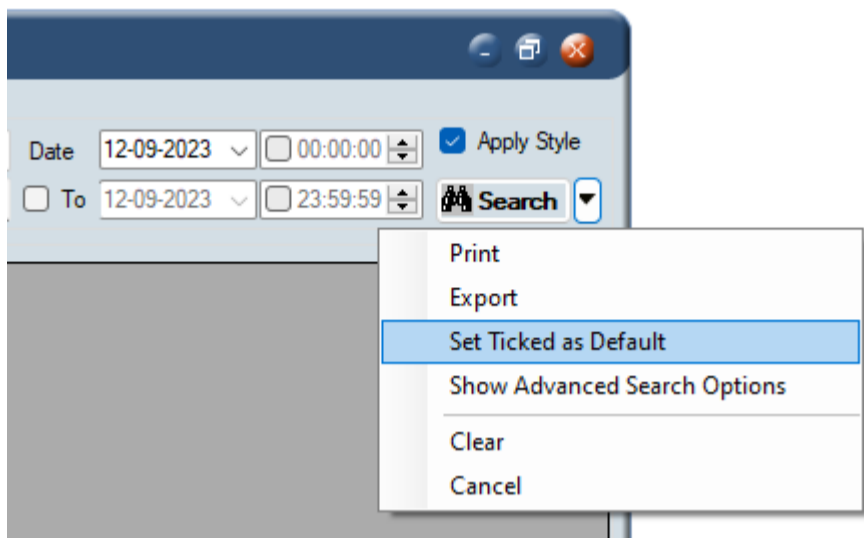 Date 12-09-2023 00:00:00 Apply Style
To 12-09-2023 23:59:59 Search
Print
Export
Set Ticked as Default
Show Advanced Search Options
Clear
Cancel